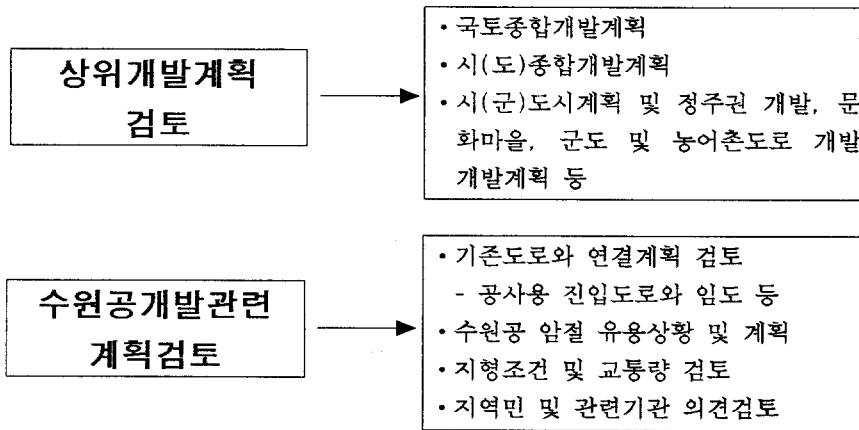 상위개발계획
검토
·국토종합개발계획
·시(도)종합개발계획
·시(군)도시계획 및 정주권 개발, 문
화마을, 군도 및 농어촌도로 개발
개발계획 등
수원공개발관련
계획검토
·기존도로와 연결계획 검토
- 공사용 진입도로와 임도 등
·수원공 암절 유용상황 및 계획
·지형조건 및 교통량 검토
·지역민 및 관련기관 의견검토